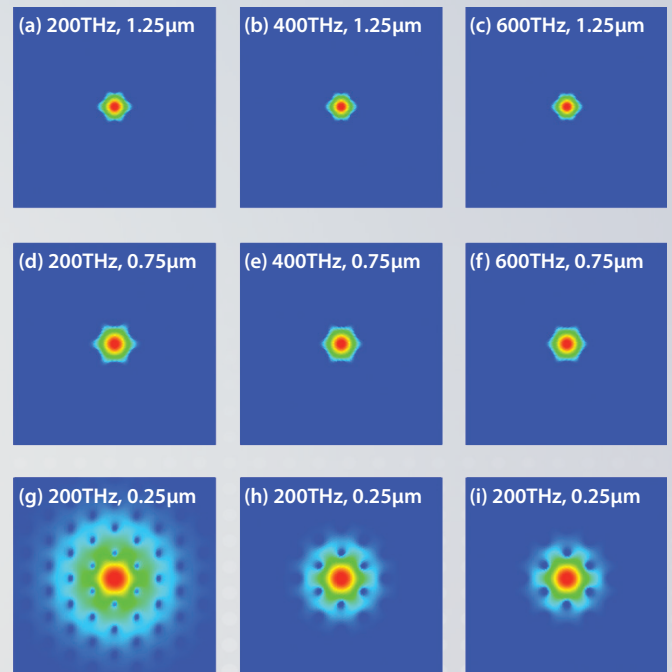 (a) 200THz, 1.25µm
(b) 400THz, 1.25µm
(c) 600THz, 1.25µm
(d) 200THz, 0.75µm
(e) 400THz, 0.75µm
(f) 600THz, 0.75µm
(g) 200THz, 0.25µm
(h) 200THz, 0.25µm
(i) 200THz, 0.25µm